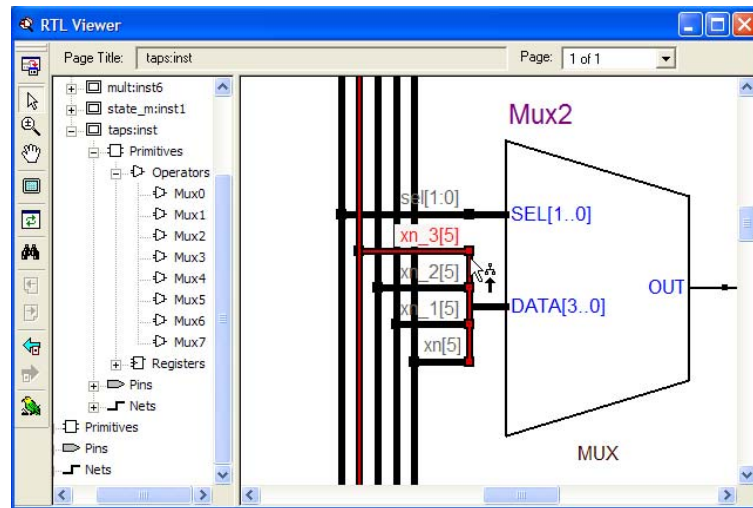 RTL Viewer
Page Title: taps:inst Page: 1 of 1
mult:inst6
state_m:inst1
taps:inst
Primitives
Operators
Mux0
Mux1
Mux2
Mux3
Mux4
Mux5
Mux6
Mux7
Registers
Pins
Nets
Primitives
Pins
Nets
Mux2
sel[1:0]
SEL[1..0]
xn_3[5]
xn_2[5]
OUT
DATA[3..0]
xn_1[5]
xn[5]
MUX